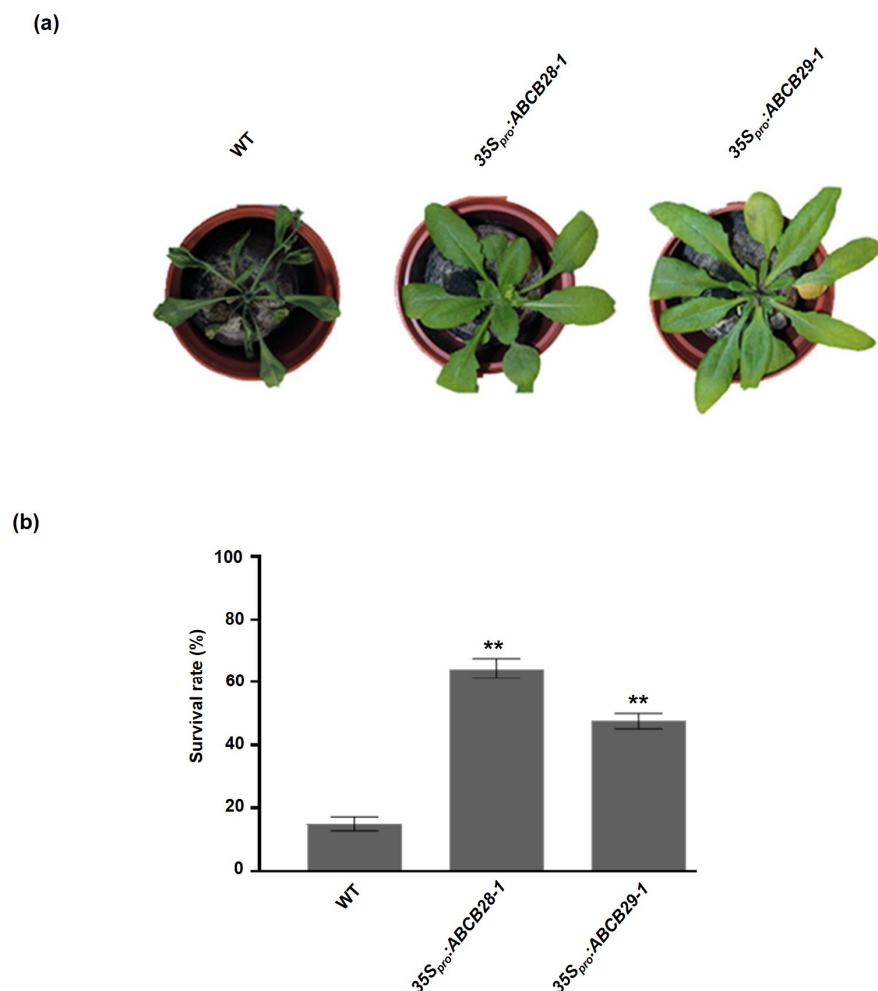 (a)
WT
35Spro:ABCB28-1
35Spro:ABCB29-1
(b)
Survival rate (%)
100
80
60
40
20
0
**
**
WT
35Spro:ABCB28-1
35Spro:ABCB29-1